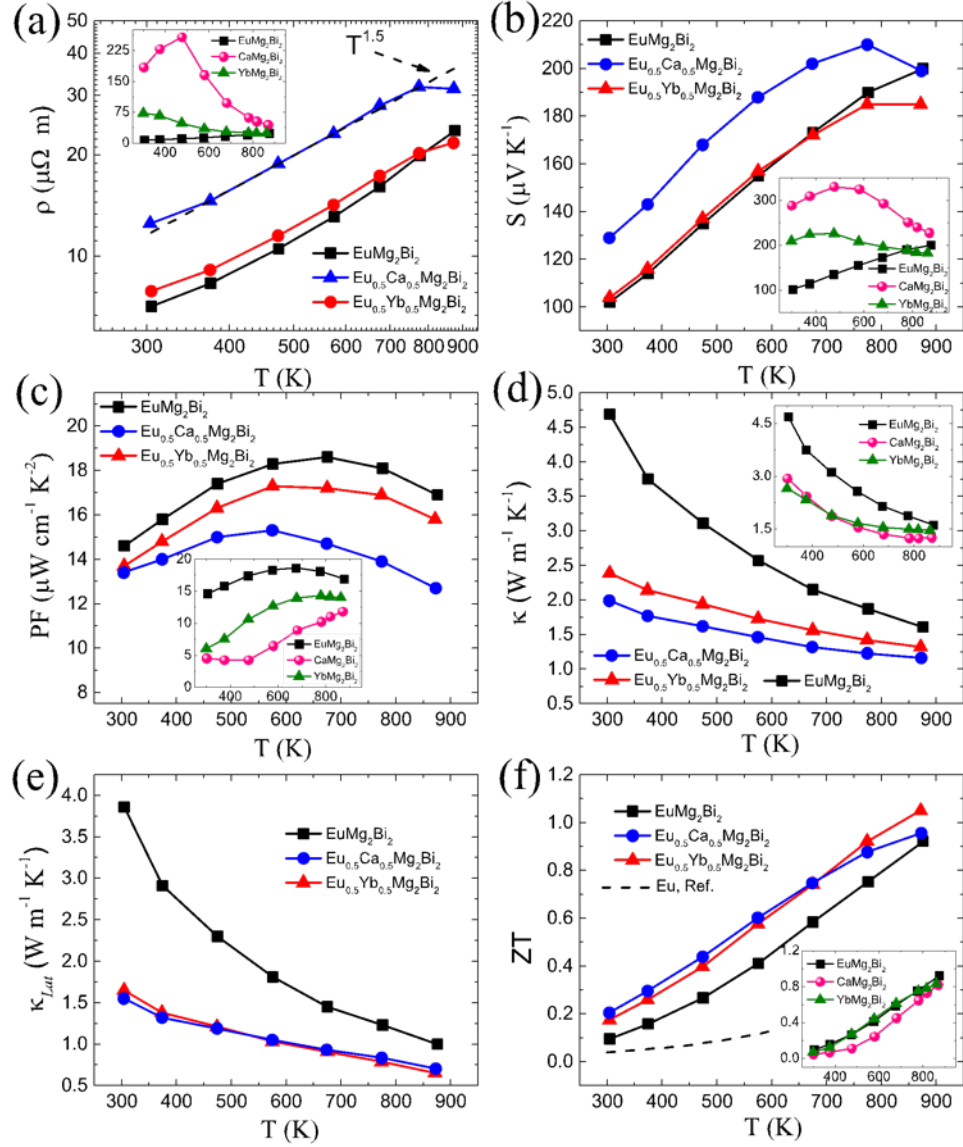 (a)
50
40
30
20
10
ρ (μΩ m)
T^1.5
225
150
75
0
400 600 800
EuMg₂Bi₂
CaMg₂Bi₂
YbMg₂Bi₂
EuMg₂Bi₂
Eu₀.₅Ca₀.₅Mg₂Bi₂
Eu₀.₅Yb₀.₅Mg₂Bi₂
300 400 500 600 700 800 900
T (K)
(b)
220
200
180
160
140
120
100
S (μV K⁻¹)
EuMg₂Bi₂
Eu₀.₅Ca₀.₅Mg₂Bi₂
Eu₀.₅Yb₀.₅Mg₂Bi₂
300
200
100
400 600 800
EuMg₂Bi₂
CaMg₂Bi₂
YbMg₂Bi₂
300 400 500 600 700 800 900
T (K)
(c)
20
18
16
14
12
10
8
PF (μW cm⁻¹ K⁻²)
EuMg₂Bi₂
Eu₀.₅Ca₀.₅Mg₂Bi₂
Eu₀.₅Yb₀.₅Mg₂Bi₂
20
15
10
5
0
400 600 800
EuMg₂Bi₂
CaMg₂Bi₂
YbMg₂Bi₂
300 400 500 600 700 800 900
T (K)
(d)
5.0
4.5
4.0
3.5
3.0
2.5
2.0
1.5
1.0
0.5
κ (W m⁻¹ K⁻¹)
4.5
3.0
1.5
400 600 800
EuMg₂Bi₂
CaMg₂Bi₂
YbMg₂Bi₂
Eu₀.₅Ca₀.₅Mg₂Bi₂
Eu₀.₅Yb₀.₅Mg₂Bi₂ EuMg₂Bi₂
300 400 500 600 700 800 900
T (K)
(e)
4.0
3.5
3.0
2.5
2.0
1.5
1.0
0.5
κ_Lat (W m⁻¹ K⁻¹)
EuMg₂Bi₂
Eu₀.₅Ca₀.₅Mg₂Bi₂
Eu₀.₅Yb₀.₅Mg₂Bi₂
300 400 500 600 700 800 900
T (K)
(f)
1.2
1.0
0.8
0.6
0.4
0.2
0.0
ZT
EuMg₂Bi₂
Eu₀.₅Ca₀.₅Mg₂Bi₂
Eu₀.₅Yb₀.₅Mg₂Bi₂
Eu, Ref.
1.2
0.8
0.4
0.0
400 600 800
EuMg₂Bi₂
CaMg₂Bi₂
YbMg₂Bi₂
300 400 500 600 700 800 900
T (K)